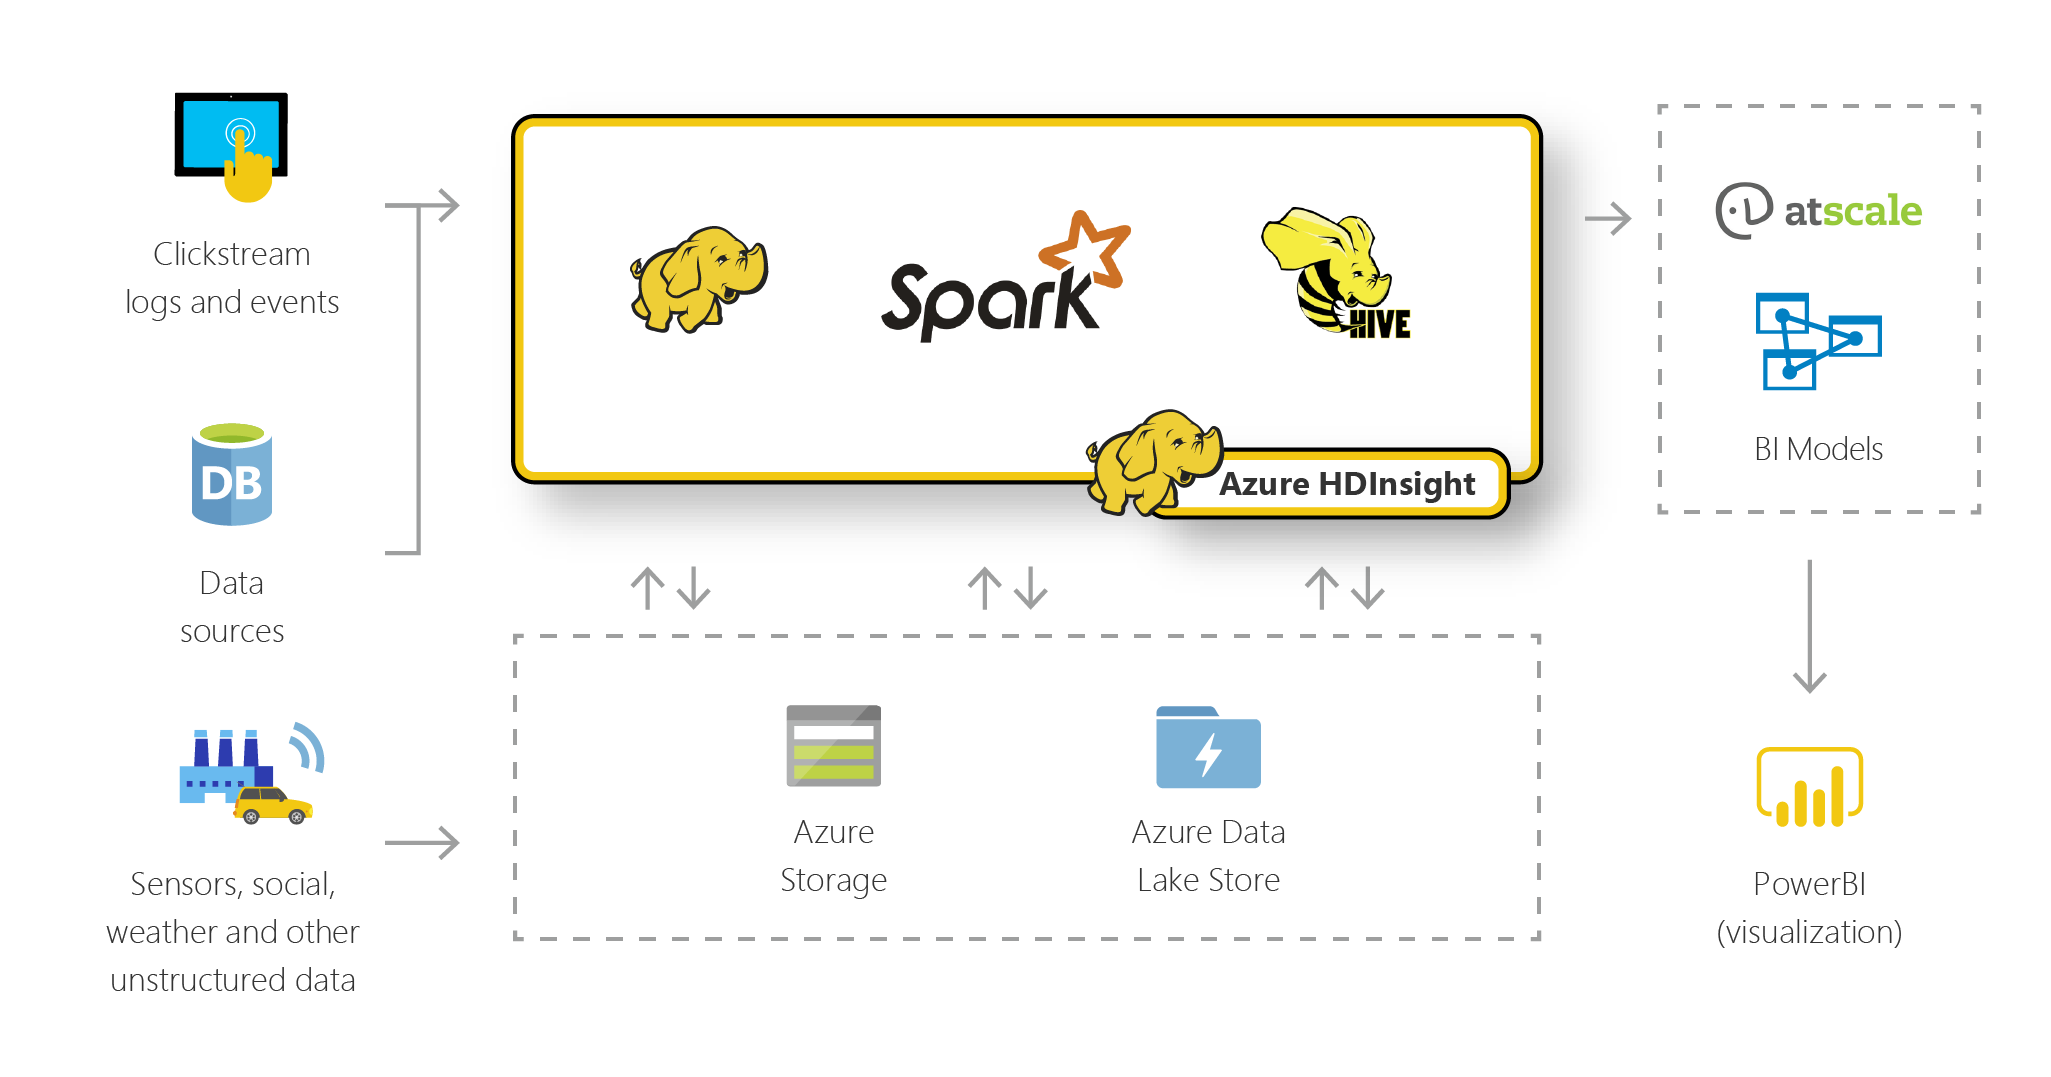 Clickstream
logs and events
DB
Data
sources
Sensors, social,
weather and other
unstructured data
Spark
HIVE
Azure HDInsight
Azure
Storage
Azure Data
Lake Store
atscale
BI Models
PowerBI
(visualization)